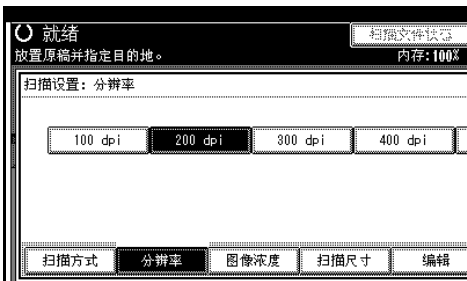 就绪 扫描文件状态
放置原稿并指定目的地。 内存:100%
扫描设置: 分辨率
100 dpi 200 dpi 300 dpi 400 dpi
扫描方式 分辨率 图像浓度 扫描尺寸 编辑